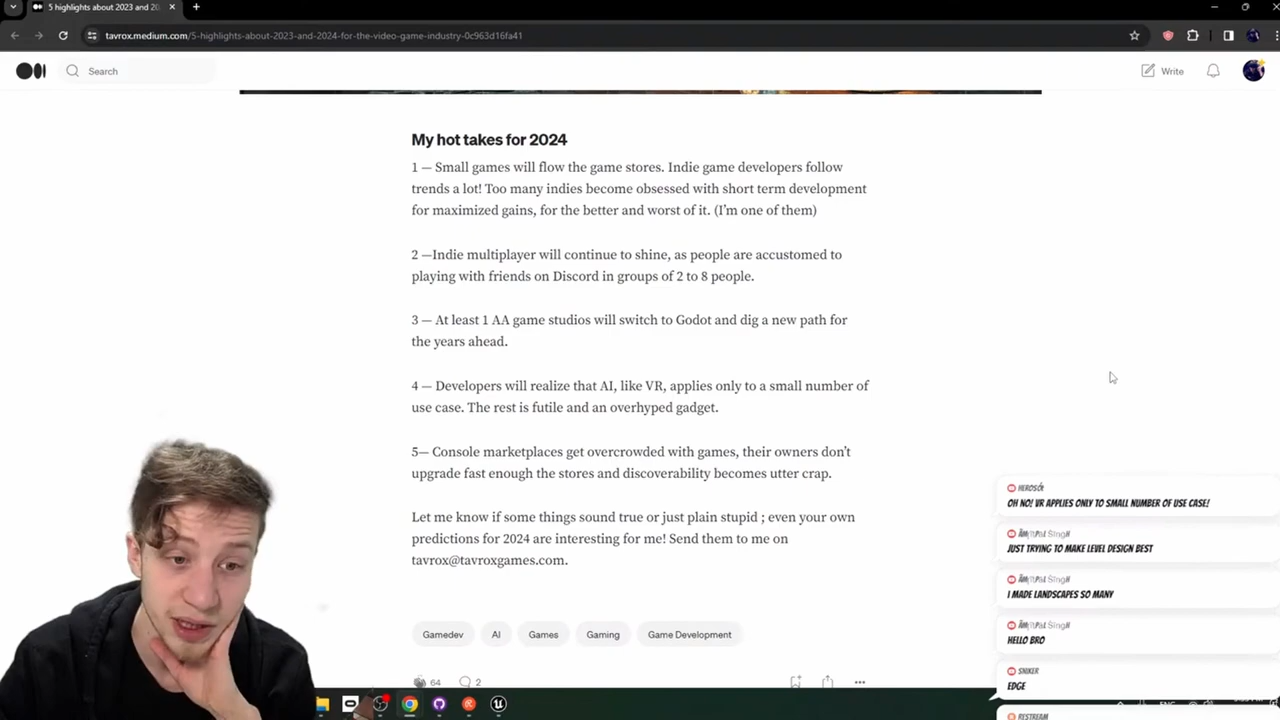 5 highlights about 2023 and 20
tavrox.medium.com/5-highlights-about-2023-and-2024-for-the-video-game-industry-0c963d16fa41
Search
Write
My hot takes for 2024
1 — Small games will flow the game stores. Indie game developers follow
trends a lot! Too many indies become obsessed with short term development
for maximized gains, for the better and worst of it. (I'm one of them)
2 —Indie multiplayer will continue to shine, as people are accustomed to
playing with friends on Discord in groups of 2 to 8 people.
3 — At least 1 AA game studios will switch to Godot and dig a new path for
the years ahead.
4 — Developers will realize that AI, like VR, applies only to a small number of
use case. The rest is futile and an overhyped gadget.
5— Console marketplaces get overcrowded with games, their owners don't
upgrade fast enough the stores and discoverability becomes utter crap.
Let me know if some things sound true or just plain stupid ; even your own
predictions for 2024 are interesting for me! Send them to me on
tavrox@tavroxgames.com.
Gamedev
AI
Games
Gaming
Game Development
64
2
OH NO! VR APPLIES ONLY TO SMALL NUMBER OF USE CASE!
JUST TRYING TO MAKE LEVEL DESIGN BEST
I MADE LANDSCAPES SO MANY
HELLO BRO
SNIKER
EDGE
RESTREAM
ENG